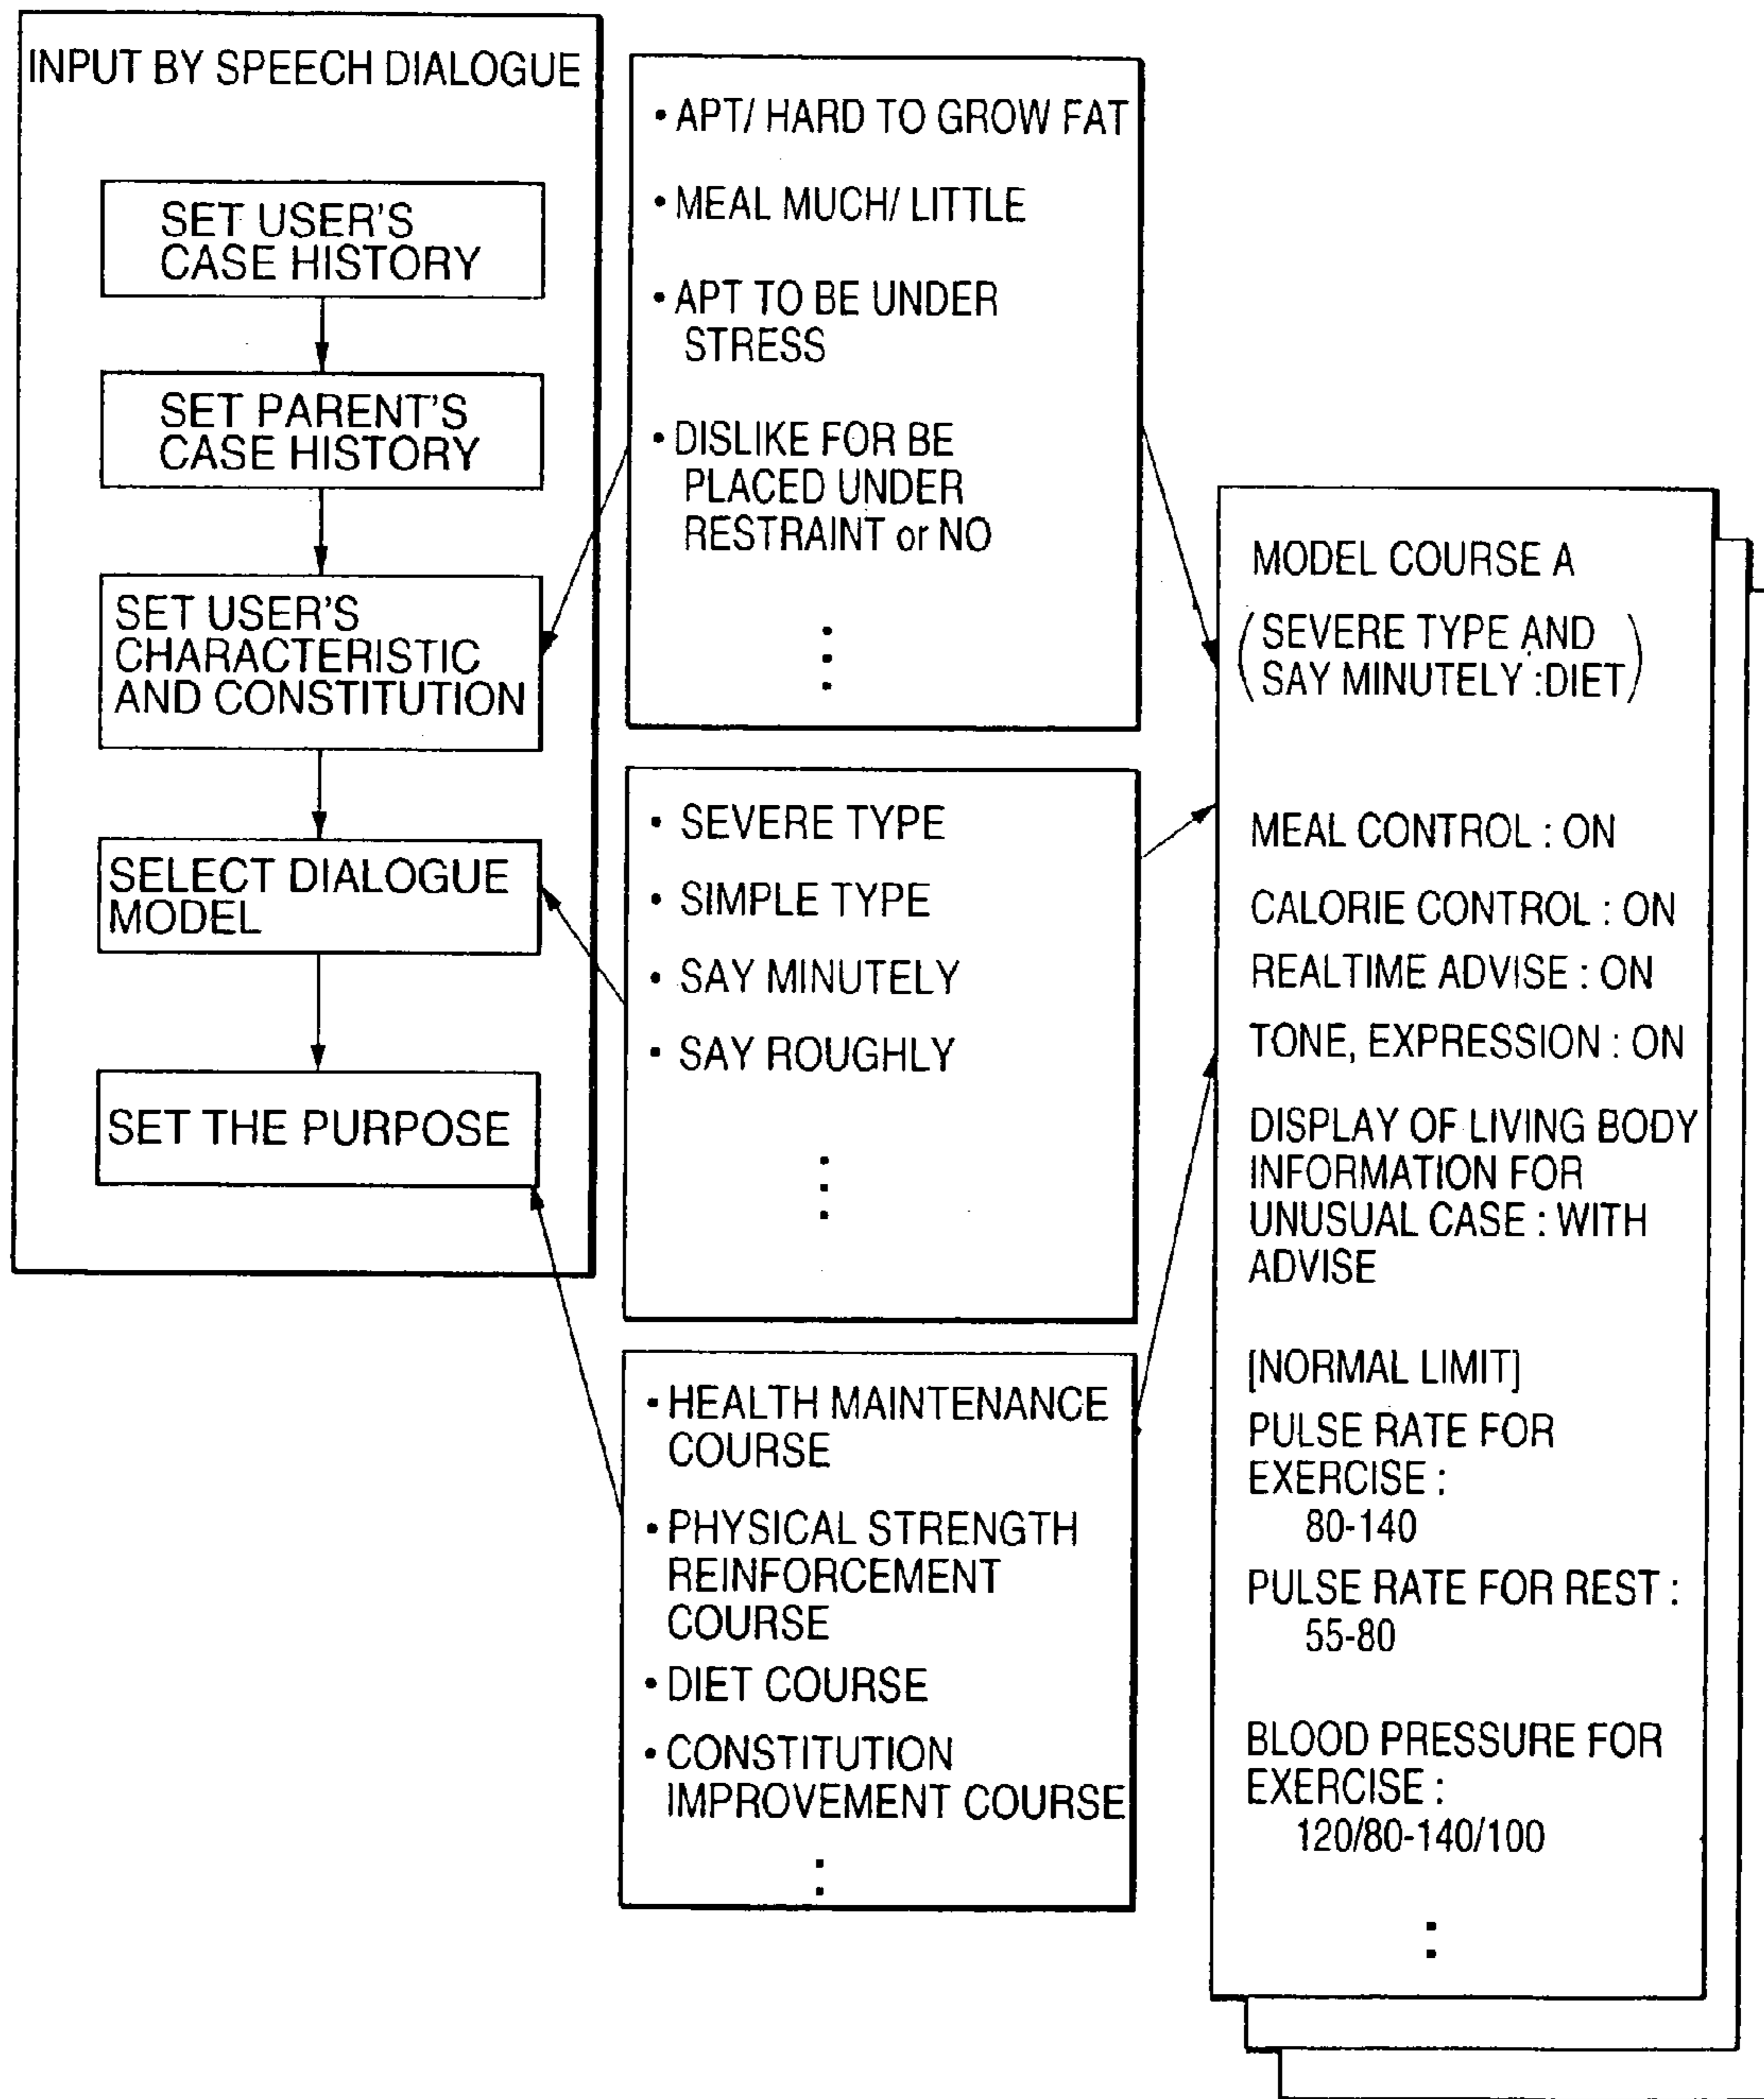 INPUT BY SPEECH DIALOGUE
SET USER'S
CASE HISTORY
SET PARENT'S
CASE HISTORY
SET USER'S
CHARACTERISTIC
AND CONSTITUTION
SELECT DIALOGUE
MODEL
SET THE PURPOSE
• APT/ HARD TO GROW FAT
• MEAL MUCH/ LITTLE
• APT TO BE UNDER
STRESS
• DISLIKE FOR BE
PLACED UNDER
RESTRAINT or NO
• SEVERE TYPE
• SIMPLE TYPE
• SAY MINUTELY
• SAY ROUGHLY
• HEALTH MAINTENANCE
COURSE
• PHYSICAL STRENGTH
REINFORCEMENT
COURSE
• DIET COURSE
• CONSTITUTION
IMPROVEMENT COURSE
MODEL COURSE A
(SEVERE TYPE AND
SAY MINUTELY :DIET)
MEAL CONTROL : ON
CALORIE CONTROL : ON
REALTIME ADVISE : ON
TONE, EXPRESSION : ON
DISPLAY OF LIVING BODY
INFORMATION FOR
UNUSUAL CASE : WITH
ADVISE
[NORMAL LIMIT]
PULSE RATE FOR
EXERCISE :
80-140
PULSE RATE FOR REST :
55-80
BLOOD PRESSURE FOR
EXERCISE :
120/80-140/100